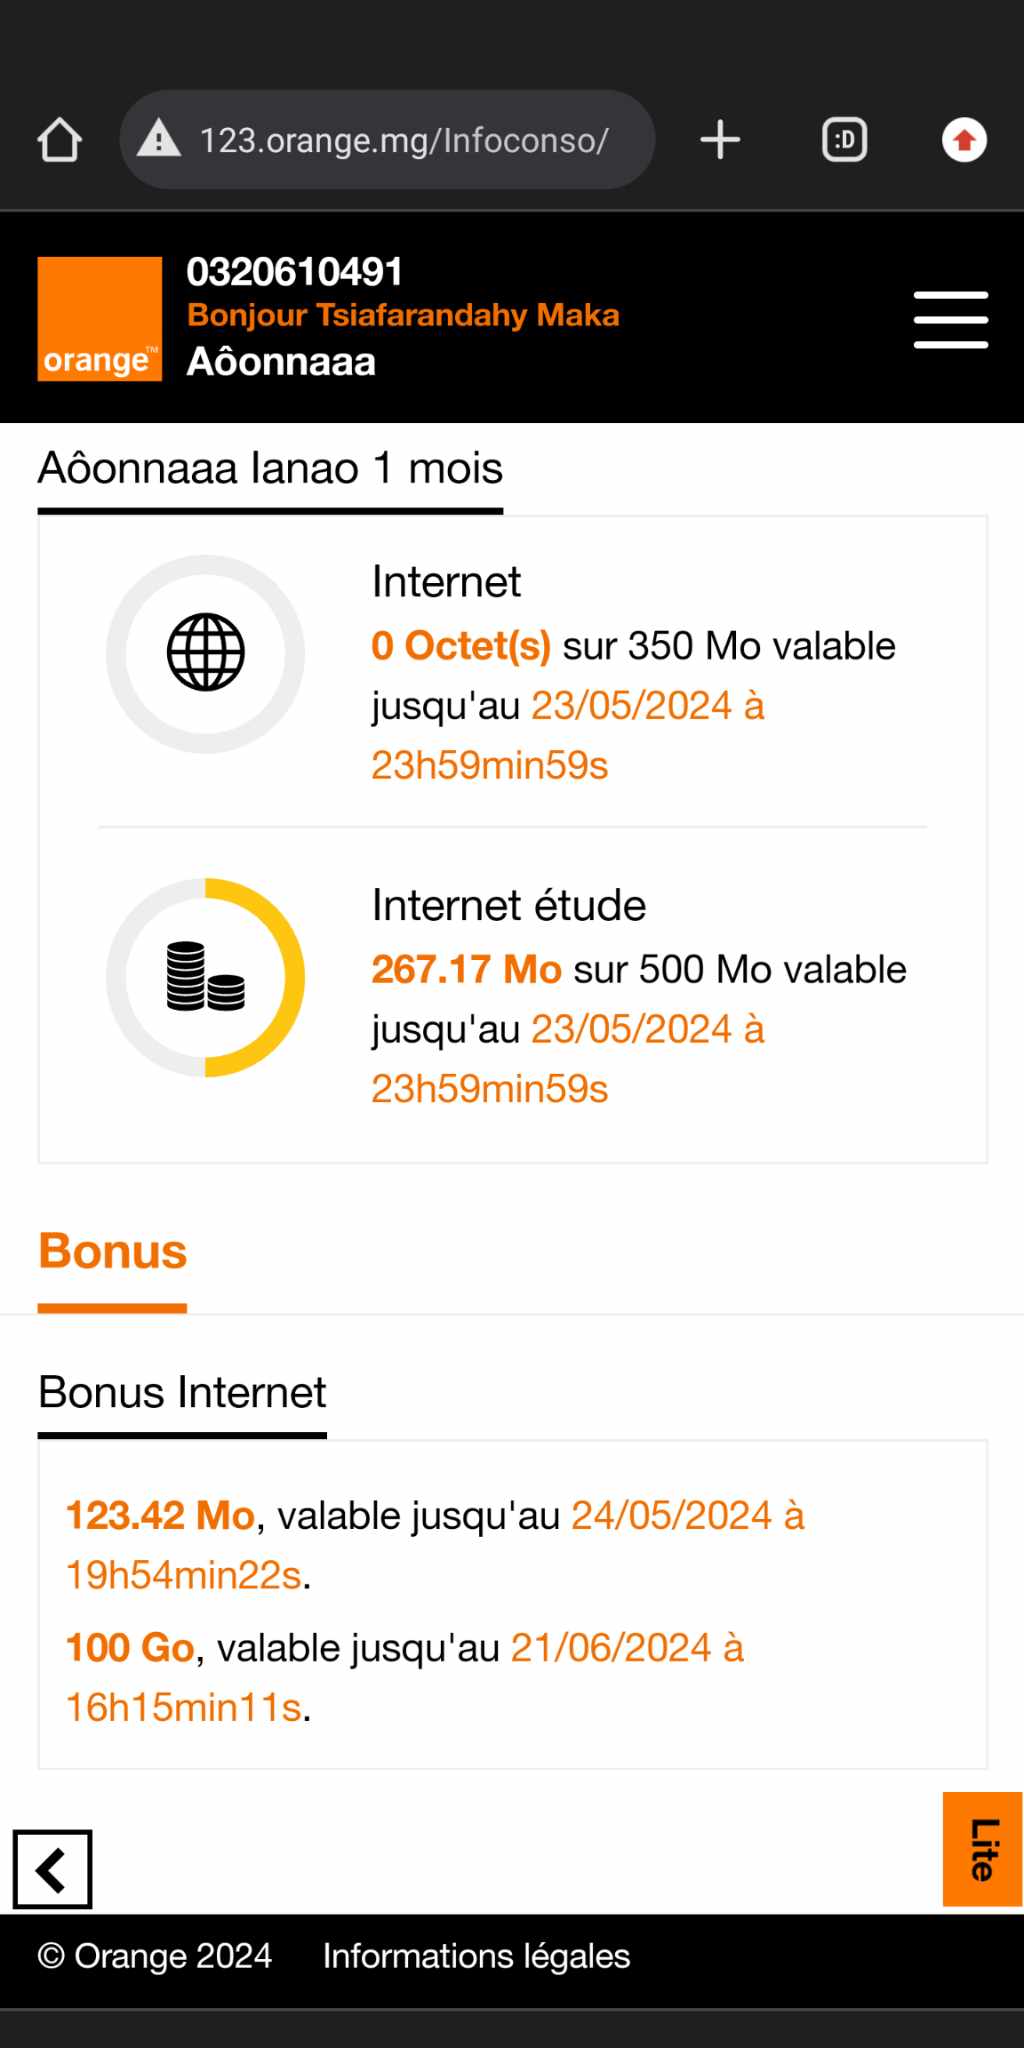 123.orange.mg/Infoconso/
:D
0320610491
Bonjour Tsiafarandahy Maka
orange™
Aôonnaaa
Aôonnaaa Ianao 1 mois
Internet
0 Octet(s) sur 350 Mo valable
jusqu'au 23/05/2024 à
23h59min59s
Internet étude
267.17 Mo sur 500 Mo valable
jusqu'au 23/05/2024 à
23h59min59s
Bonus
Bonus Internet
123.42 Mo, valable jusqu'au 24/05/2024 à
19h54min22s.
100 Go, valable jusqu'au 21/06/2024 à
16h15min11s.
Lite
© Orange 2024 Informations légales